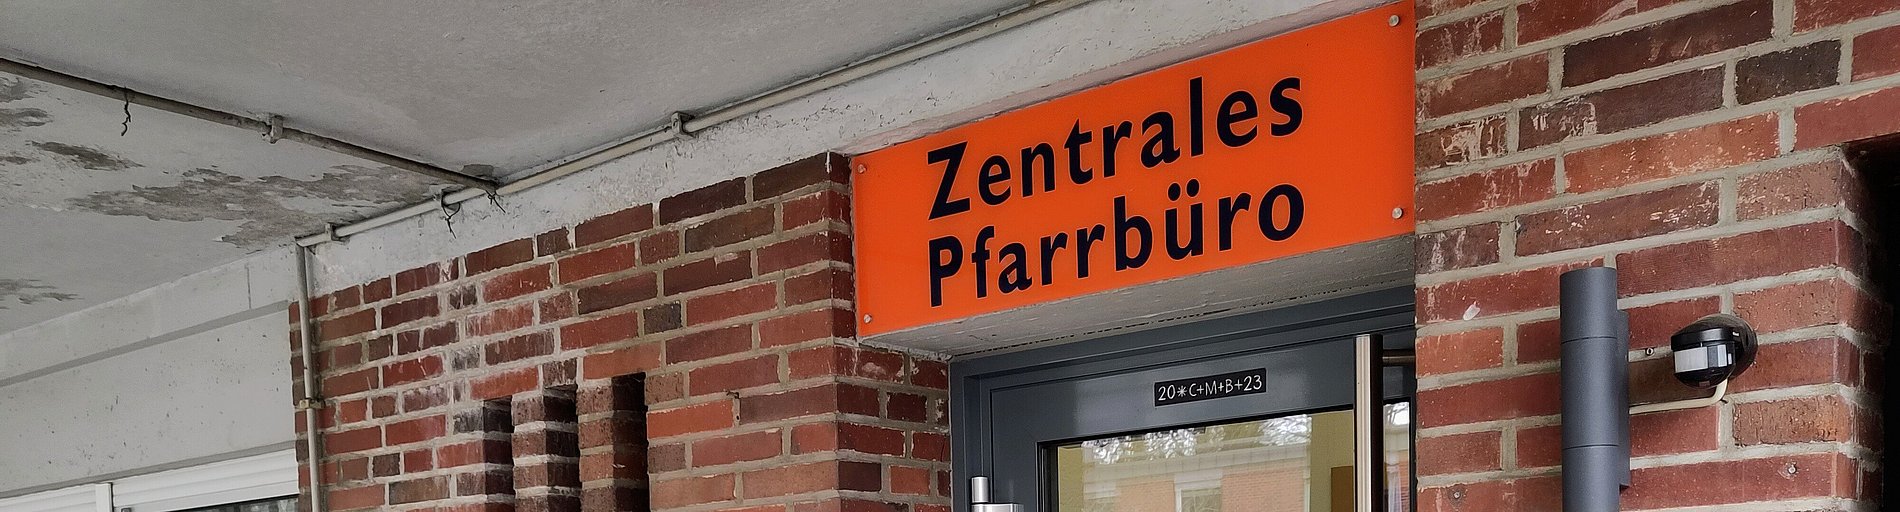 Zentrales
Pfarrbüro
20*C+M+B+23